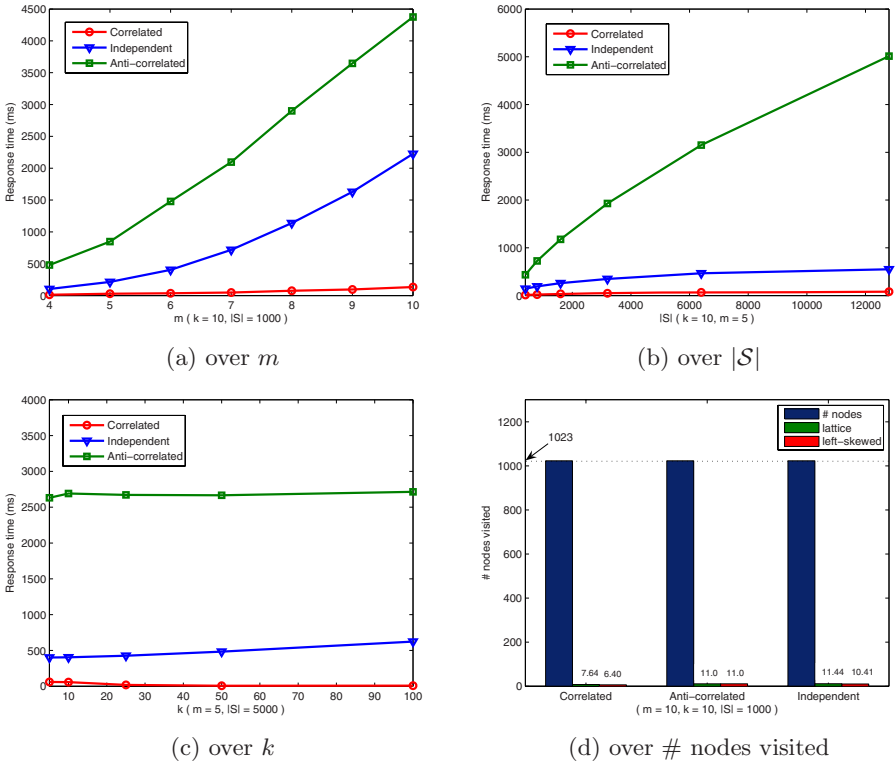 4500
4000
3500
3000
2500
2000
1500
1000
500
0
Response time (ms)
Correlated
Independent
Anti-correlated
4 5 6 7 8 9 10
m ( k = 10, |S| = 1000 )
(a) over m
6000
5000
4000
3000
2000
1000
0
Response time (ms)
Correlated
Independent
Anti-correlated
2000 4000 6000 8000 10000 12000
|S| ( k = 10, m = 5 )
(b) over |S|
4000
3500
3000
2500
2000
1500
1000
500
0
Response time (ms)
Correlated
Independent
Anti-correlated
10 20 30 40 50 60 70 80 90 100
k ( m = 5, |S| = 5000 )
(c) over k
1200
1000
800
600
400
200
0
# nodes visited
# nodes
lattice
left-skewed
1023
7.64 6.40 11.0 11.0 11.44 10.41
Correlated Anti-correlated Independent
( m = 10, k = 10, |S| = 1000 )
(d) over # nodes visited